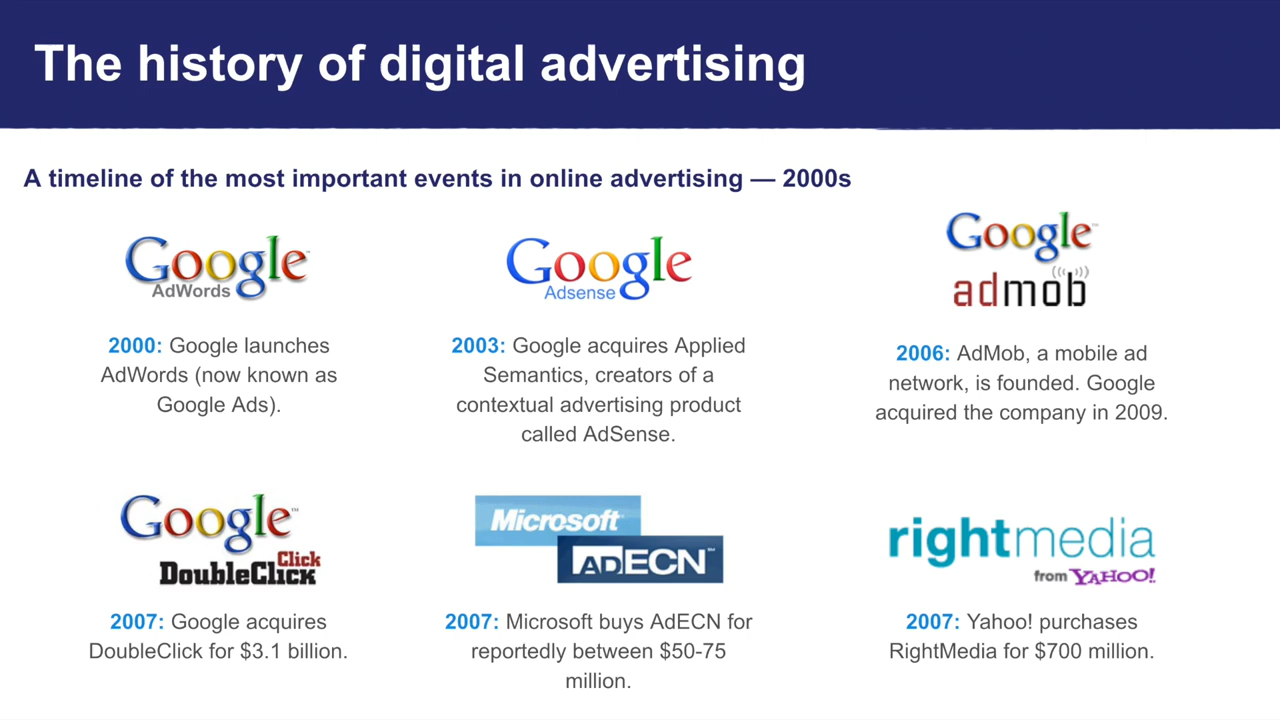 The history of digital advertising
A timeline of the most important events in online advertising — 2000s
Google™
AdWords
2000: Google launches
AdWords (now known as
Google Ads).
Google
Adsense
2003: Google acquires Applied
Semantics, creators of a
contextual advertising product
called AdSense.
Google™
admob
2006: AdMob, a mobile ad
network, is founded. Google
acquired the company in 2009.
Google™
Click
DoubleClick
2007: Google acquires
DoubleClick for $3.1 billion.
Microsoft
ADECN™
2007: Microsoft buys AdECN for
reportedly between $50-75
million.
rightmedia
from YAHOO!
2007: Yahoo! purchases
RightMedia for $700 million.